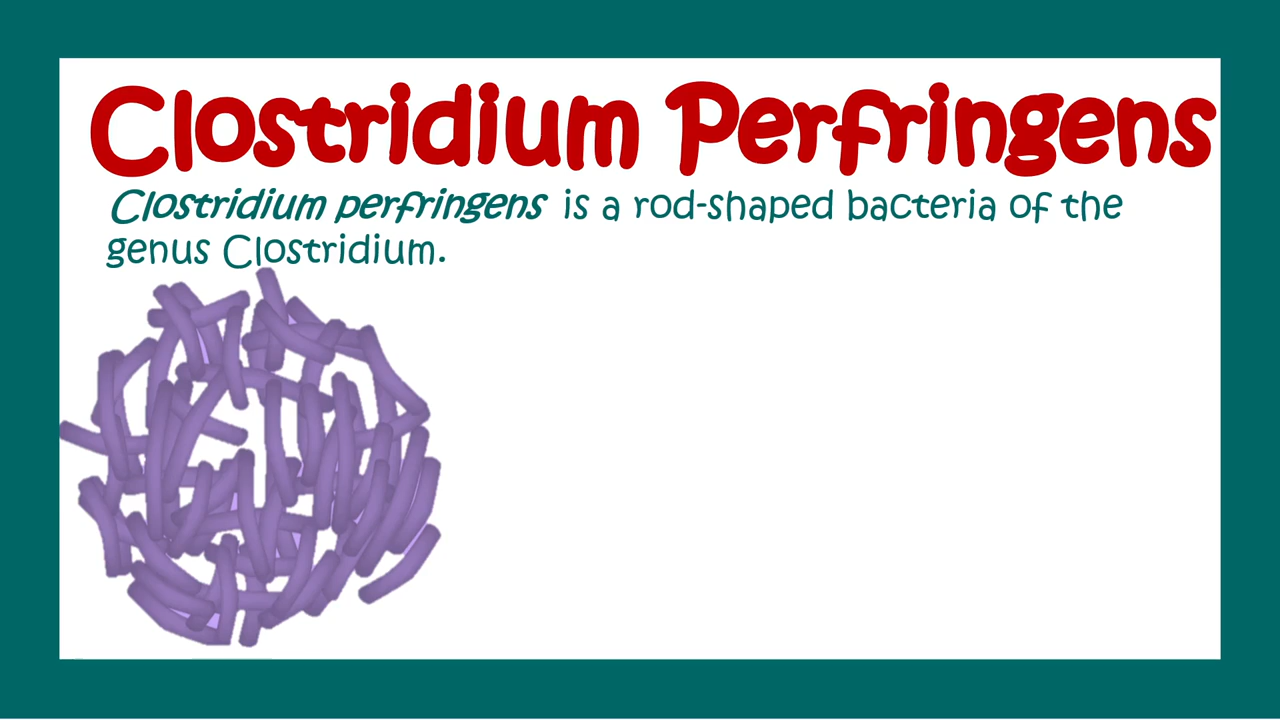 Clostridium Perfringens
Clostridium perfringens is a rod-shaped bacteria of the
genus Clostridium.